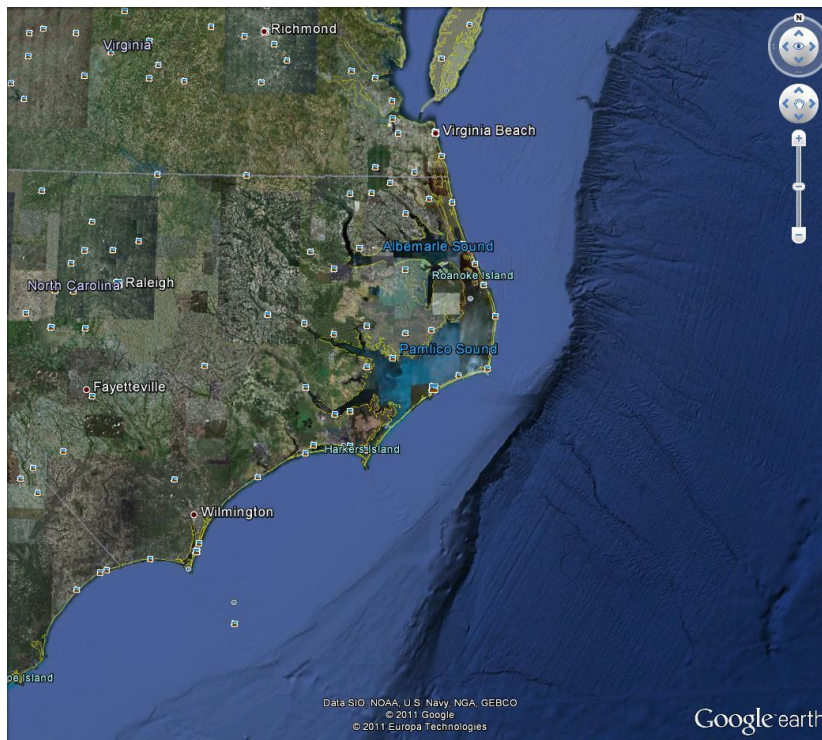 Richmond
Virginia
N
Virginia Beach
Albemarle Sound
Roanoke Island
North Carolina
Raleigh
Pamlico Sound
Fayetteville
Harkers Island
Wilmington
pe Island
Data SIO, NOAA, U.S. Navy, NGA, GEBCO
© 2011 Google
© 2011 Europa Technologies
Google earth